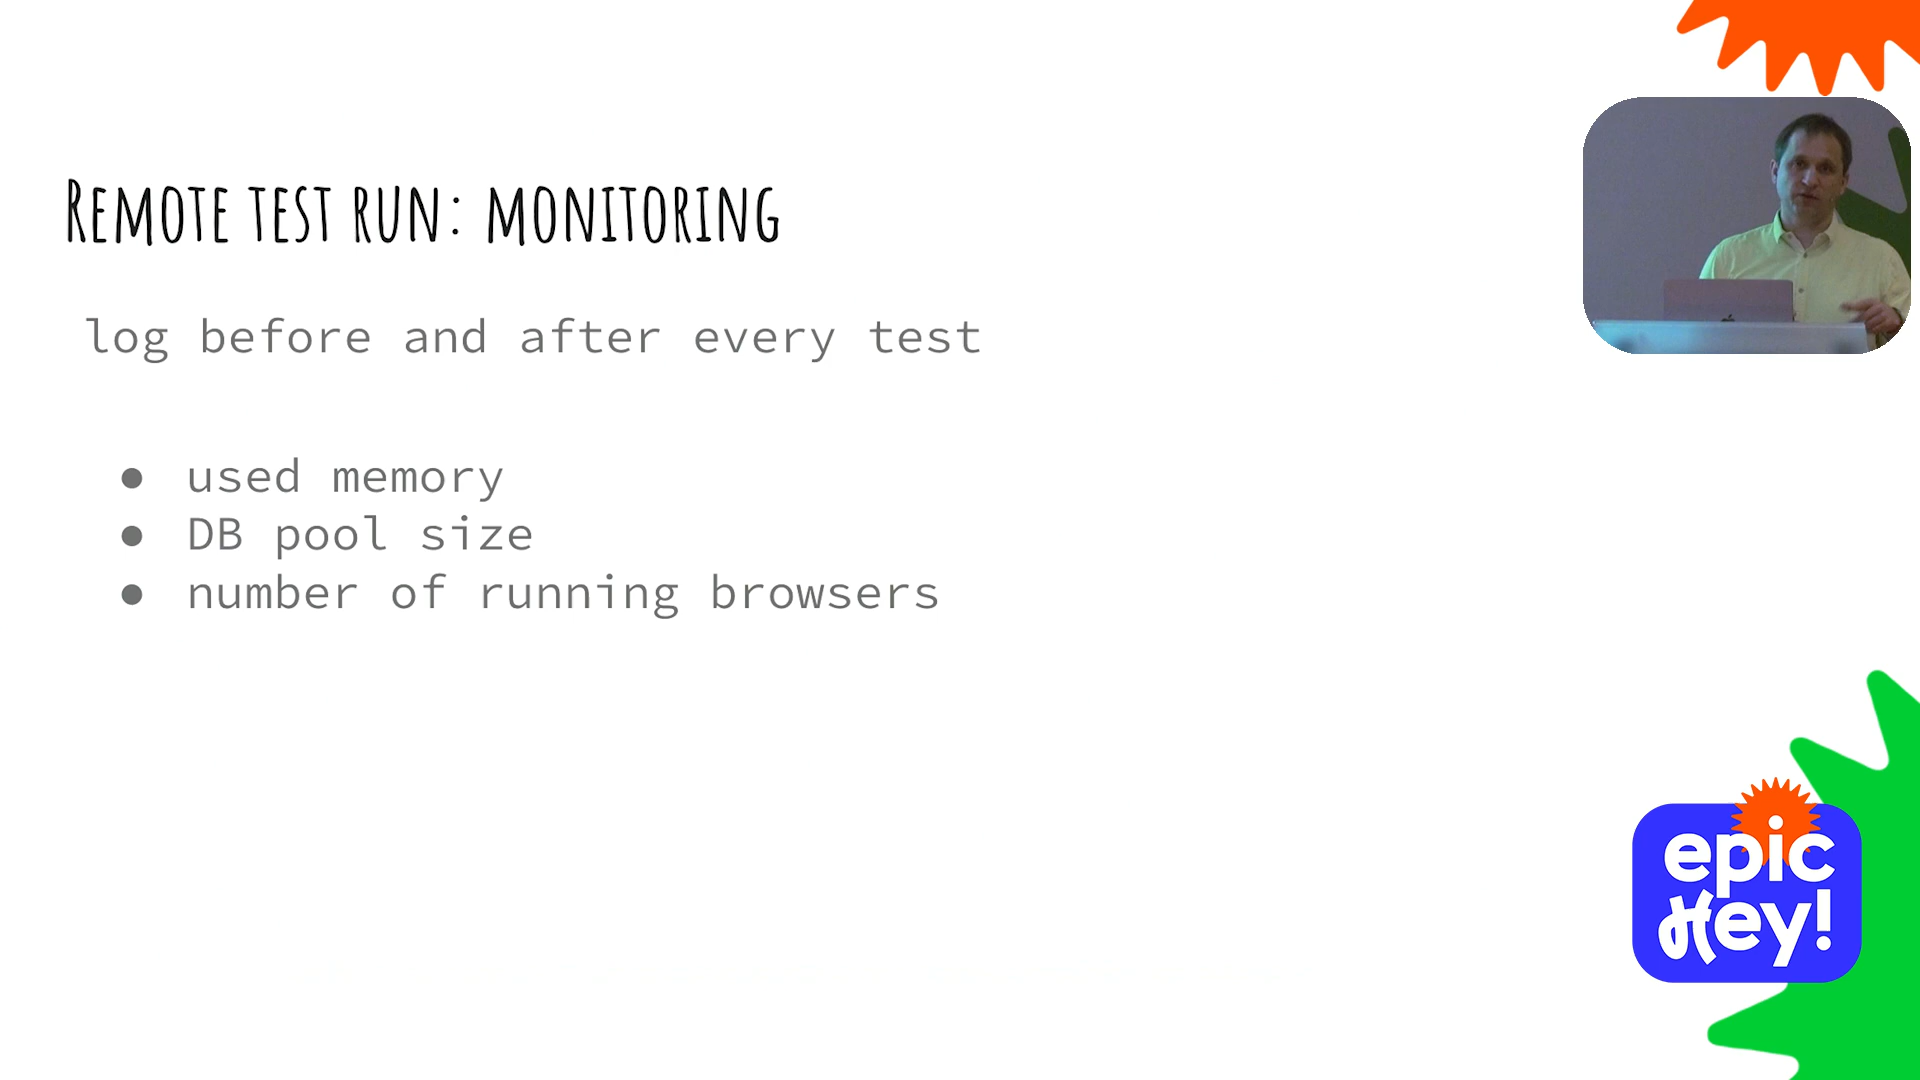 Remote test run: monitoring
log before and after every test
● used memory
● DB pool size
● number of running browsers
epic
Hey!